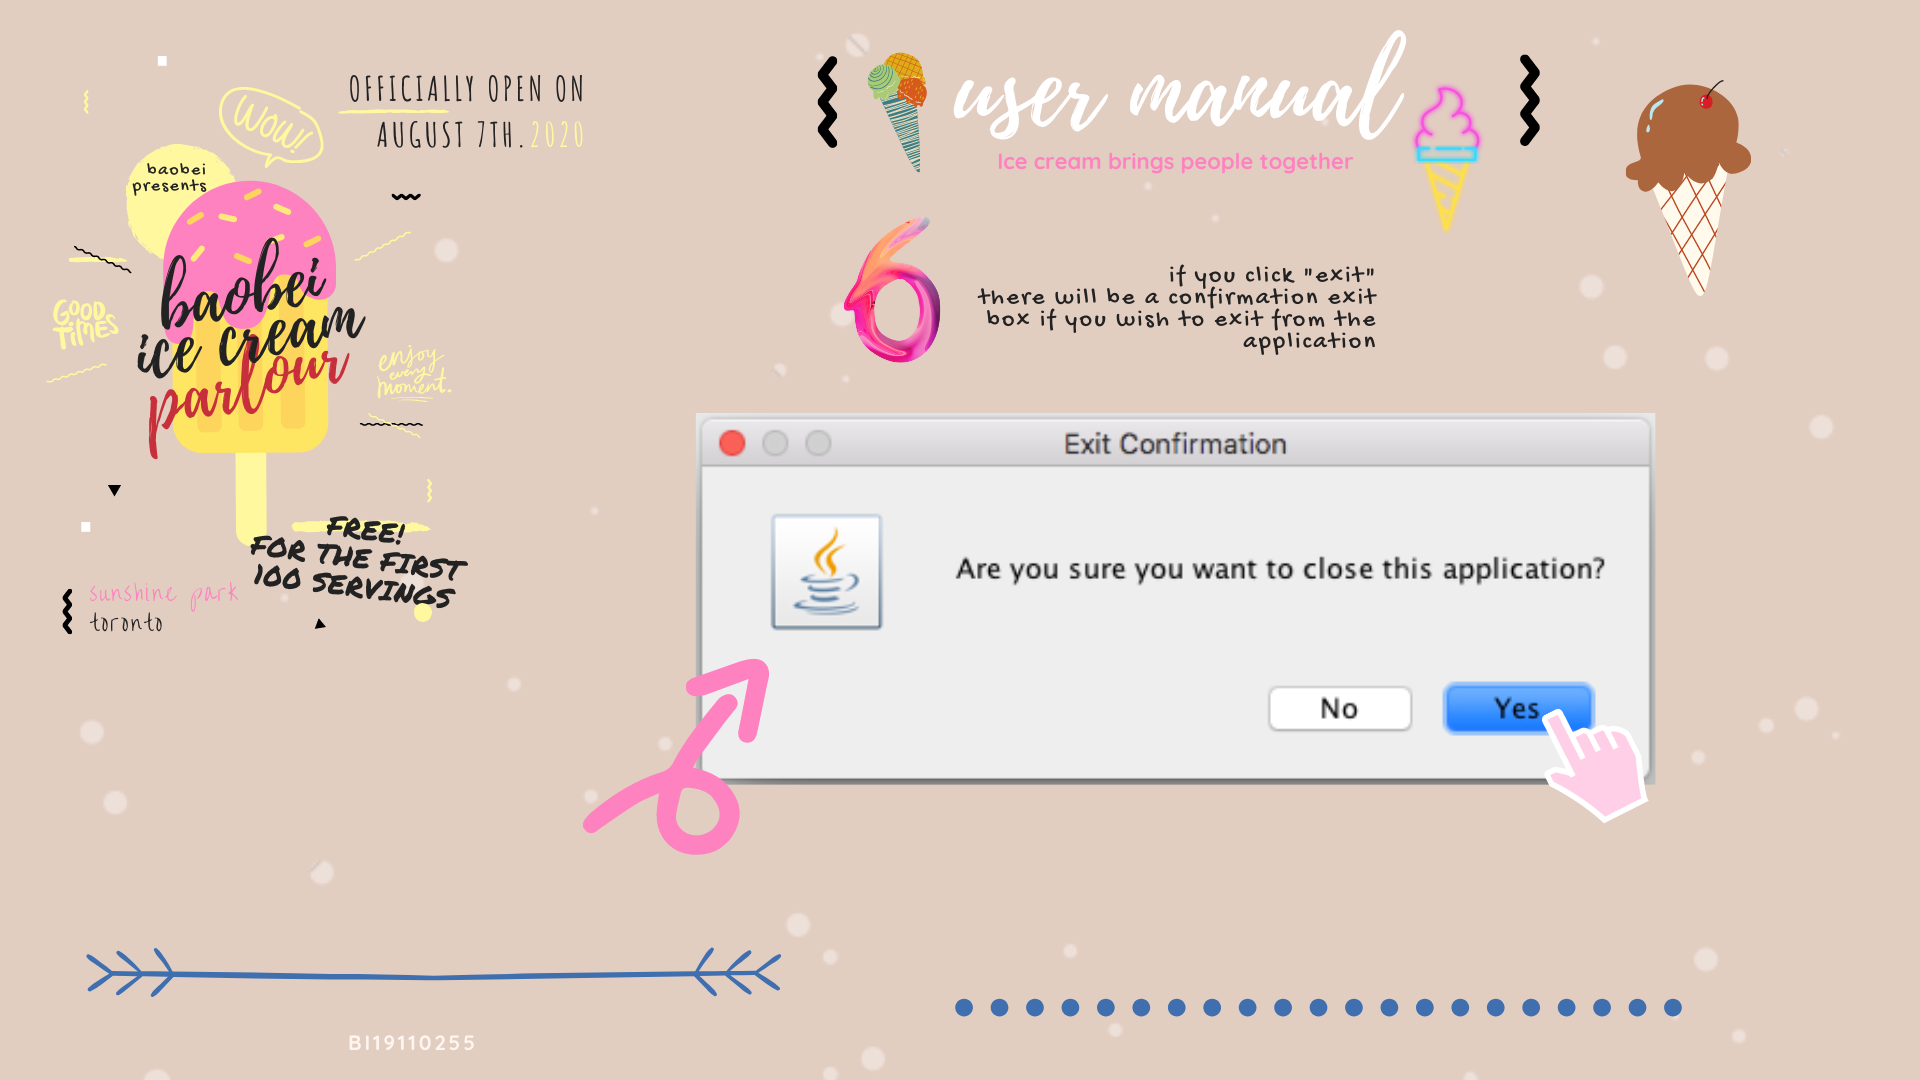 OFFICIALLY OPEN ON
AUGUST 7TH.2020
WOW!
baobei
presents
baobei
ice cream
parlour
GOOD
TIMES
enjoy
every
moment.
FREE!
FOR THE FIRST
100 SERVINGS
sunshine park
toronto
user manual
Ice cream brings people together
6
if you click "exit"
there will be a confirmation exit
box if you wish to exit from the
application
Exit Confirmation
Are you sure you want to close this application?
No
Yes
BI19110255